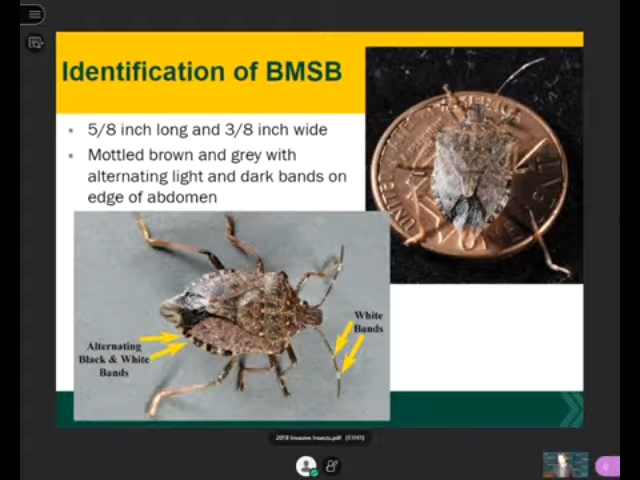 Identification of BMSB
5/8 inch long and 3/8 inch wide
Mottled brown and grey with
alternating light and dark bands on
edge of abdomen
White
Bands
Alternating
Black & White
Bands
2018 Invasive Insects.pdf